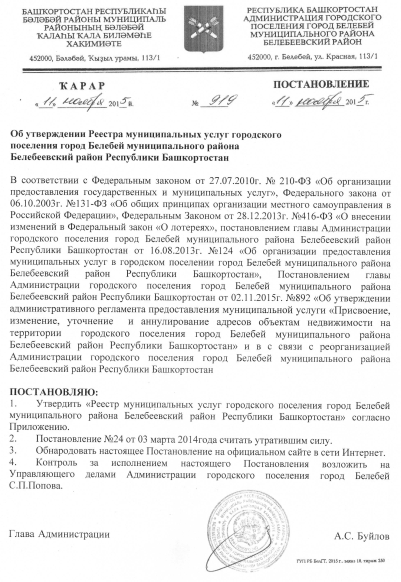 БАШҠОРТОСТАН РЕСПУБЛИКАҺЫ
БӘЛӘБӘЙ РАЙОНЫ МУНИЦИПАЛЬ
РАЙОНЫНЫҢ БӘЛӘБӘЙ
ҠАЛАҺЫ ҠАЛА БИЛӘМӘҺЕ
ХАКИМИӘТЕ
452000, Бәләбәй, Ҡызыл урамы, 113/1
РЕСПУБЛИКА БАШКОРТОСТАН
АДМИНИСТРАЦИЯ ГОРОДСКОГО
ПОСЕЛЕНИЯ ГОРОД БЕЛЕБЕЙ
МУНИЦИПАЛЬНОГО РАЙОНА
БЕЛЕБЕЕВСКИЙ РАЙОН
452000, г. Белебей, ул. Красная, 113/1
ҠАРАР
ПОСТАНОВЛЕНИЕ
« 11 » ноября 2015 й.
№ 919
« 11 » ноября 2015 г.
Об утверждении Реестра муниципальных услуг городского
поселения город Белебей муниципального района
Белебеевский район Республики Башкортостан
В соответствии с Федеральным законом от 27.07.2010г. № 210-ФЗ «Об организации
предоставления государственных и муниципальных услуг», Федерального закона от
06.10.2003г. №131-ФЗ «Об общих принципах организации местного самоуправления в
Российской Федерации», Федеральным Законом от 28.12.2013г. №416-ФЗ «О внесении
изменений в Федеральный закон «О лотереях», постановлением главы Администрации
городского поселения город Белебей муниципального района Белебеевский район
Республики Башкортостан от 16.08.2013г. №124 «Об организации предоставления
муниципальных услуг в городском поселении город Белебей муниципального района
Белебеевский район Республики Башкортостан», Постановлением главы
Администрации городского поселения город Белебей муниципального района
Белебеевский район Республики Башкортостан от 02.11.2015г. №892 «Об утверждении
административного регламента предоставления муниципальной услуги «Присвоение,
изменение, уточнение и аннулирование адресов объектам недвижимости на
территории городского поселения город Белебей муниципального района
Белебеевский район Республики Башкортостан» и в с связи с реорганизацией
Администрации городского поселения город Белебей муниципального района
Белебеевский район Республики Башкортостан
ПОСТАНОВЛЯЮ:
1. Утвердить «Реестр муниципальных услуг городского поселения город Белебей
муниципального района Белебеевский район Республики Башкортостан» согласно
Приложению.
2. Постановление №24 от 03 марта 2014года считать утратившим силу.
3. Обнародовать настоящее Постановление на официальном сайте в сети Интернет.
4. Контроль за исполнением настоящего Постановления возложить на
Управляющего делами Администрации городского поселения город Белебей
С.П.Попова.
Глава Администрации
А.С. Буйлов
ГУП РБ БелГТ, 2015 г., заказ 10, тираж 250